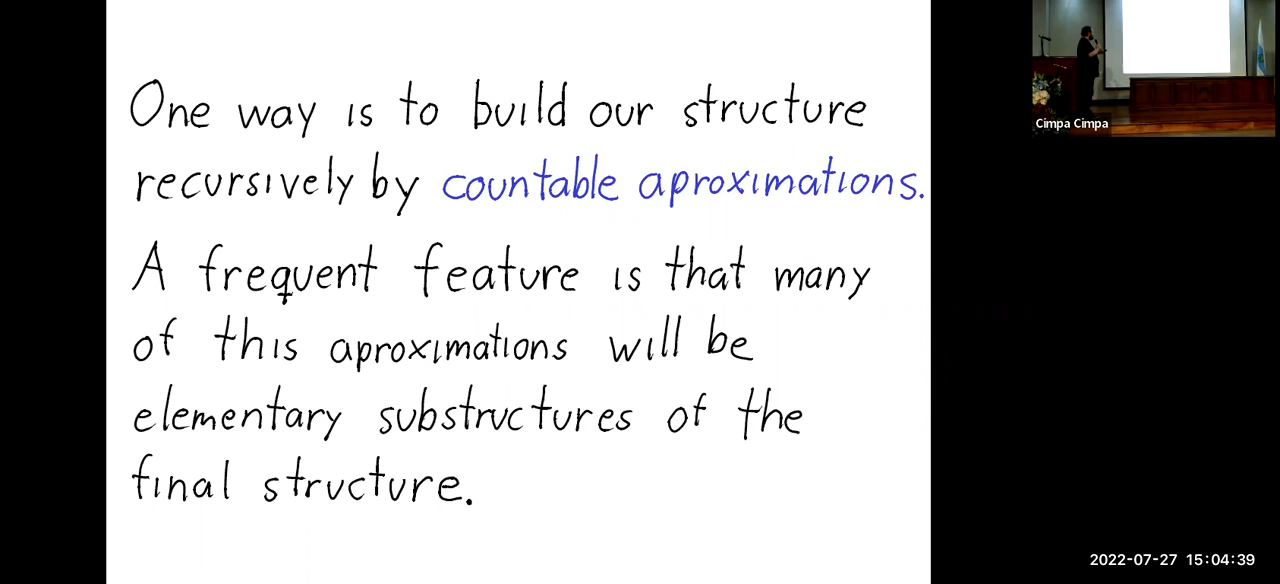 One way is to build our structure
recursively by countable aproximations.
A frequent feature is that many
of this aproximations will be
elementary substructures of the
final structure.
Cimpa Cimpa
2022-07-27 15:04:39